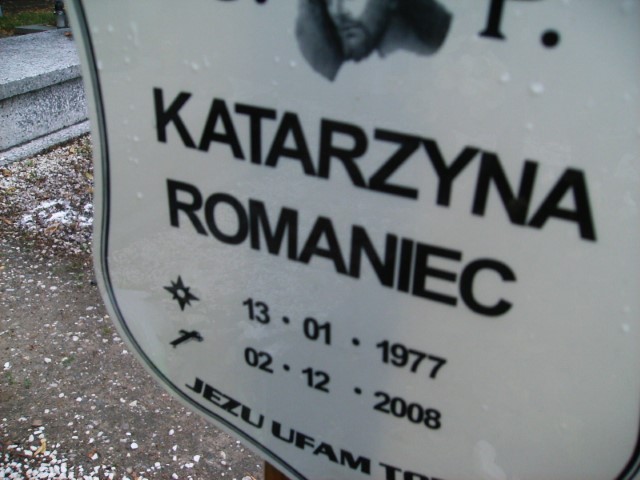 Ś. P.
KATARZYNA
ROMANIEC
13 · 01 · 1977
02 · 12 · 2008
JEZU UFAM